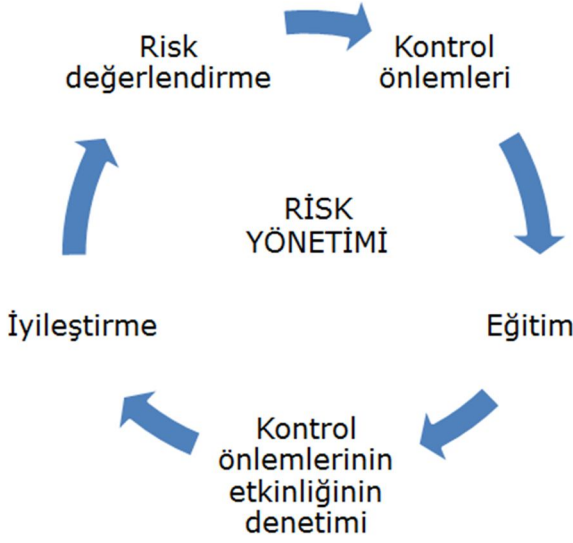 Risk
değerlendirme
Kontrol
önlemleri
RİSK
YÖNETİMİ
İyileştirme
Eğitim
Kontrol
önlemlerinin
etkinliğinin
denetimi